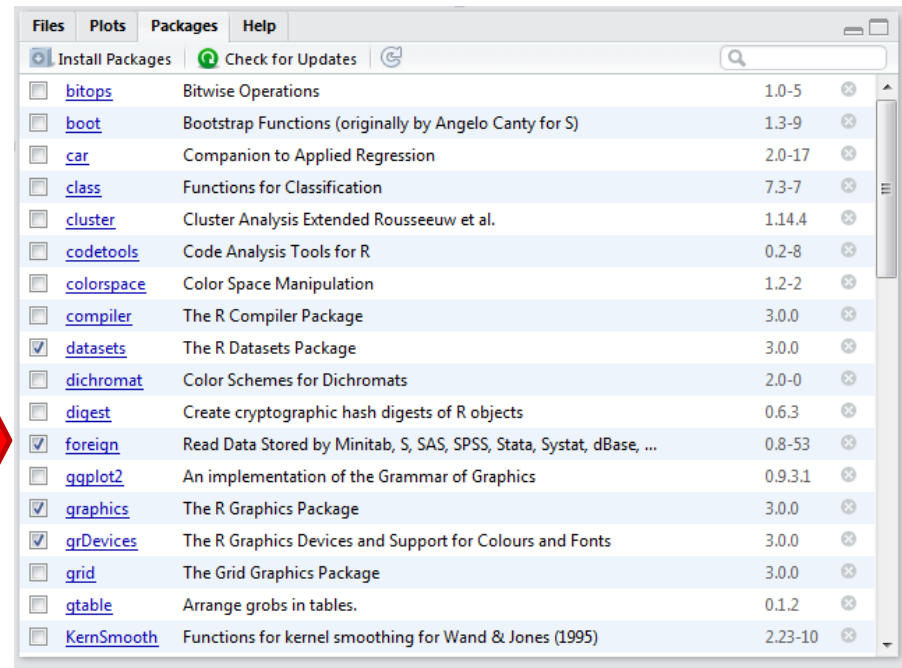 Files Plots Packages Help
Install Packages Check for Updates
bitops Bitwise Operations 1.0-5
boot Bootstrap Functions (originally by Angelo Canty for S) 1.3-9
car Companion to Applied Regression 2.0-17
class Functions for Classification 7.3-7
cluster Cluster Analysis Extended Rousseeuw et al. 1.14.4
codetools Code Analysis Tools for R 0.2-8
colorspace Color Space Manipulation 1.2-2
compiler The R Compiler Package 3.0.0
datasets The R Datasets Package 3.0.0
dichromat Color Schemes for Dichromats 2.0-0
digest Create cryptographic hash digests of R objects 0.6.3
foreign Read Data Stored by Minitab, S, SAS, SPSS, Stata, Systat, dBase, ... 0.8-53
ggplot2 An implementation of the Grammar of Graphics 0.9.3.1
graphics The R Graphics Package 3.0.0
grDevices The R Graphics Devices and Support for Colours and Fonts 3.0.0
grid The Grid Graphics Package 3.0.0
gtable Arrange grobs in tables. 0.1.2
KernSmooth Functions for kernel smoothing for Wand & Jones (1995) 2.23-10